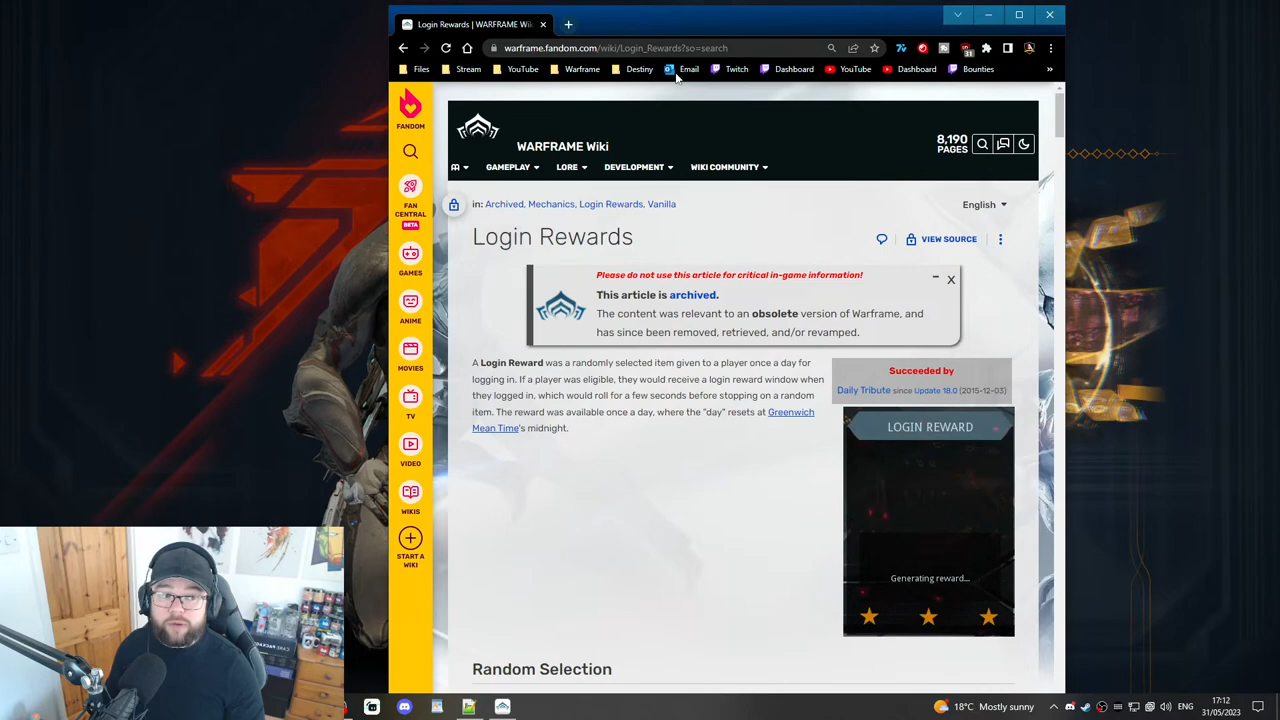 Login Rewards | WARFRAME Wi
warframe.fandom.com/wiki/Login_Rewards?so=search
31
Files Stream YouTube Warframe Destiny Email Twitch Dashboard YouTube Dashboard Bounties »
FANDOM
FAN CENTRAL
BETA
GAMES
ANIME
MOVIES
TV
VIDEO
WIKIS
START A WIKI
WARFRAME Wiki
8,190 PAGES
GAMEPLAY LORE DEVELOPMENT WIKI COMMUNITY
in: Archived, Mechanics, Login Rewards, Vanilla
English
Login Rewards
VIEW SOURCE
Please do not use this article for critical in-game information!
– X
This article is archived.
The content was relevant to an obsolete version of Warframe, and
has since been removed, retrieved, and/or revamped.
A Login Reward was a randomly selected item given to a player once a day for
logging in. If a player was eligible, they would receive a login reward window when
they logged in, which would roll for a few seconds before stopping on a random
item. The reward was available once a day, where the "day" resets at Greenwich
Mean Time's midnight.
Succeeded by
Daily Tribute since Update 18.0 (2015-12-03)
LOGIN REWARD
Generating reward...
Random Selection
18°C Mostly sunny
ENG
17:12
31/05/2023